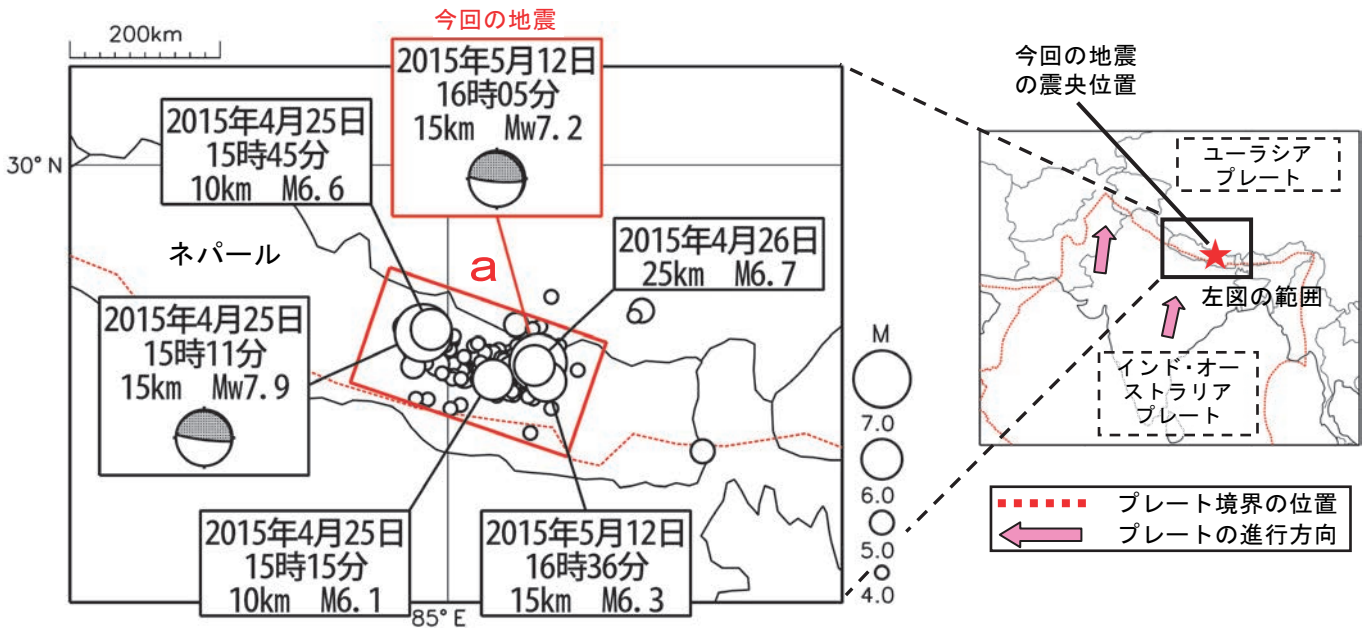 今回の地震
200km
2015年5月12日
16時05分
15km Mw7.2
2015年4月25日
15時45分
10km M6.6
30°N
ネパール
a
2015年4月26日
25km M6.7
2015年4月25日
15時11分
15km Mw7.9
2015年4月25日
15時15分
10km M6.1
2015年5月12日
16時36分
15km M6.3
85°E
M
7.0
6.0
5.0
4.0
今回の地震
の震央位置
ユーラシア
プレート
左図の範囲
インド・オー
ストラリア
プレート
プレート境界の位置
プレートの進行方向